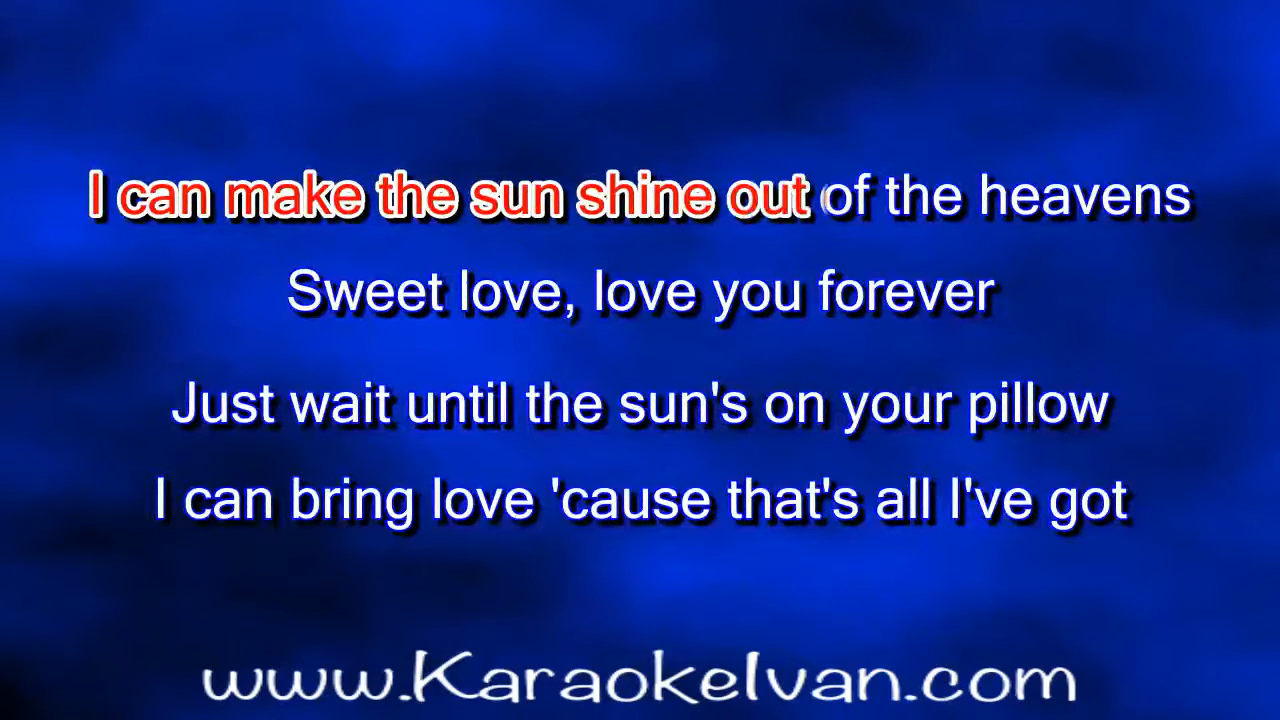 I can make the sun shine out of the heavens
Sweet love, love you forever
Just wait until the sun's on your pillow
I can bring love 'cause that's all I've got
www.KaraokeIvan.com